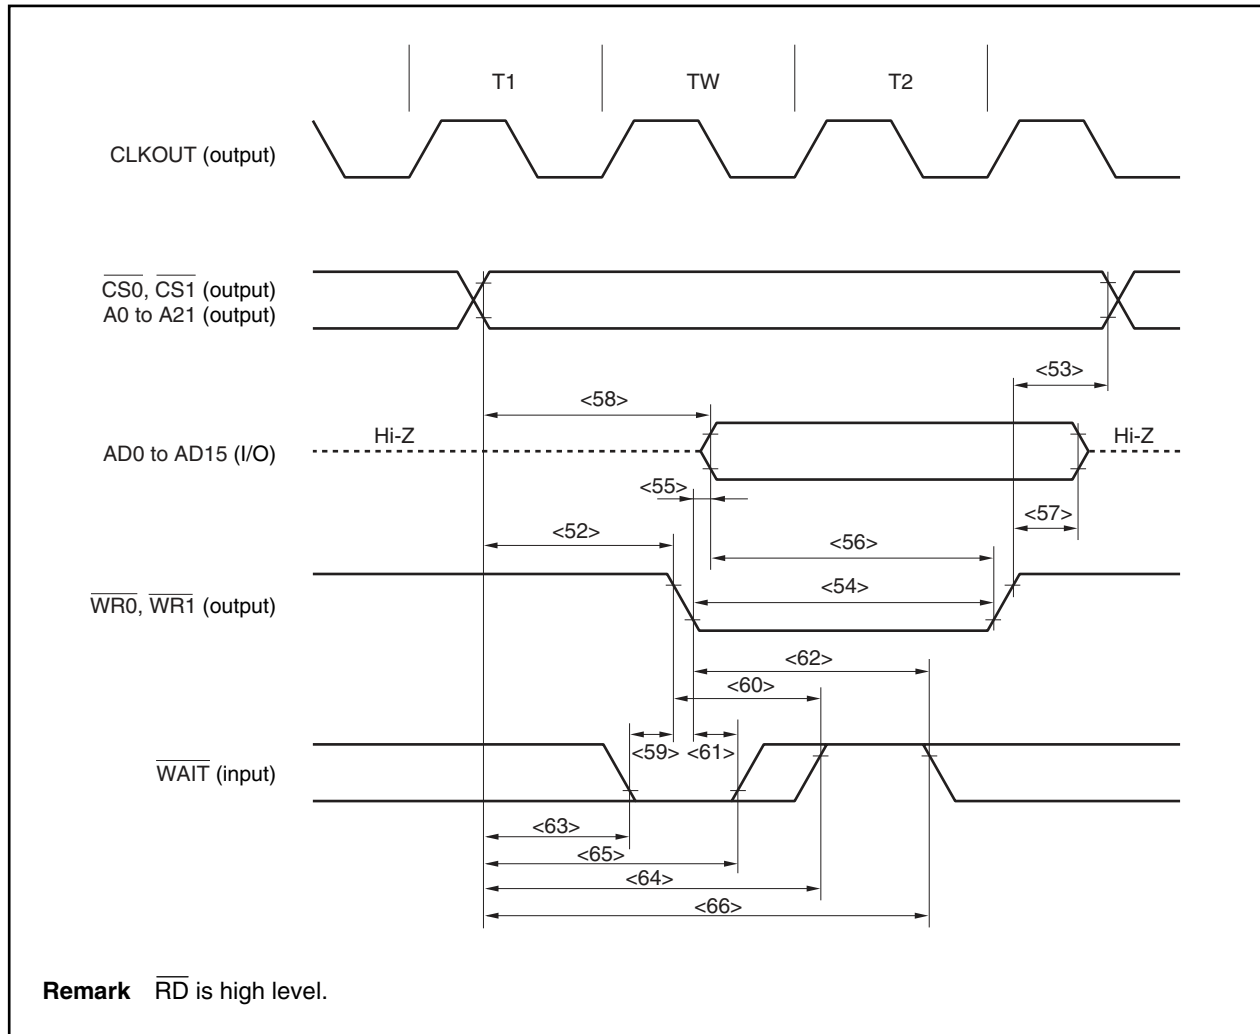 T1 TW T2
CLKOUT (output)
CS0, CS1 (output)
A0 to A21 (output)
<53>
<58>
Hi-Z Hi-Z
AD0 to AD15 (I/O)
<55>
<57>
<52>
<56>
<54>
WR0, WR1 (output)
<62>
<60>
<59> <61>
WAIT (input)
<63>
<65>
<64>
<66>
Remark RD is high level.